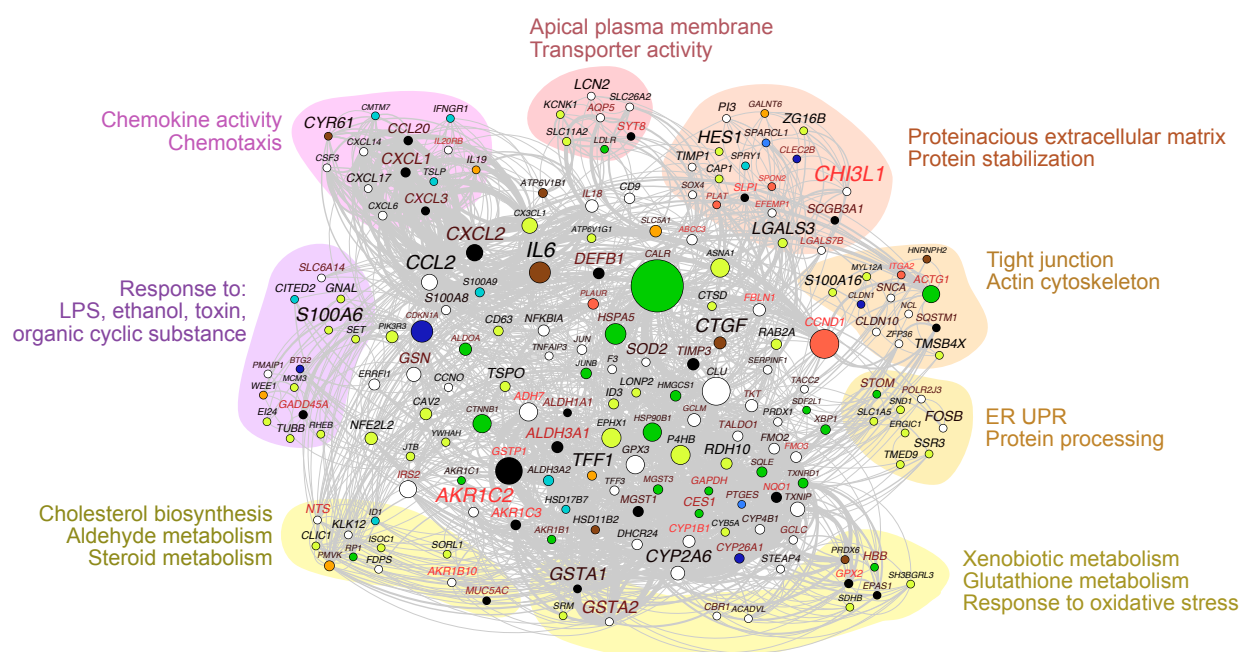 Apical plasma membrane
Transporter activity
Chemokine activity
Chemotaxis
Proteinacious extracellular matrix
Protein stabilization
Response to:
LPS, ethanol, toxin,
organic cyclic substance
Tight junction
Actin cytoskeleton
ER UPR
Protein processing
Cholesterol biosynthesis
Aldehyde metabolism
Steroid metabolism
Xenobiotic metabolism
Glutathione metabolism
Response to oxidative stress
LCN2
KCNK1
AQP5
SLC26A2
SLC11A2
SYT8
LDLR
CMTM7
IFNGR1
CYR61
CCL20
CXCL14
IL20RB
CSF3
CXCL1
IL19
TSLP
CXCL17
CXCL3
CXCL6
PI3
GALNT6
ZG16B
HES1
SPARCL1
CLEC2B
TIMP1
CAP1
SPRY1
SPON2
CHI3L1
SOX4
PLAT
SLPI
EFEMP1
SCGB3A1
LGALS3
LGALS7B
ATP6V1B1
IL18
CD9
CX3CL1
ATP6V1G1
SLC5A1
ABCC3
CXCL2
IL6
DEFB1
CALR
ASNA1
CCL2
S100A9
S100A8
PLAUR
CTSD
FBLN1
HNRNPH2
MYL12A
ITGA2
ACTG1
S100A16
CLDN1
SNCA
NCL
SQSTM1
CLDN10
ZFP36
TMSB4X
SLC6A14
CITED2
GNAL
S100A6
SET
PIK3R3
CDKN1A
CD63
NFKBIA
HSPA5
CTGF
RAB2A
CCND1
ALDOA
TNFAIP3
JUN
SOD2
TIMP3
SERPINF1
PMAIP1
BTG2
WEE1
MCM3
GADD45A
EI24
TUBB
RHEB
GSN
ERRFI1
CCNO
TSPO
JUNB
F3
CLU
LONP2
HMGCS1
TKT
TACC2
ADH7
ALDH1A1
ID3
GCLM
PRDX1
SDF2L1
XBP1
STOM
POLR2J3
SND1
SLC1A5
ERGIC1
FOSB
SSR3
TMED9
CAV2
CTNNB1
EPHX1
HSP90B1
TALDO1
NFE2L2
YWHAH
ALDH3A1
P4HB
FMO2
FMO3
JTB
GSTP1
TFF1
GPX3
RDH10
SQLE
TXNRD1
IRS2
AKR1C1
ALDH3A2
TFF3
MGST3
GAPDH
NQO1
AKR1C2
HSD17B7
MGST1
CES1
PTGES
TXNIP
AKR1C3
HSD11B2
CYP1B1
CYB5A
CYP4B1
GCLC
AKR1B1
DHCR24
CYP2A6
CYP26A1
STEAP4
NTS
ID1
KLK12
CLIC1
RP1
ISOC1
PMVK
FDPS
SORL1
AKR1B10
MUC5AC
GSTA1
SRM
GSTA2
CBR1
ACADVL
PRDX6
HBB
GPX2
SH3BGRL3
EPAS1
SDHB